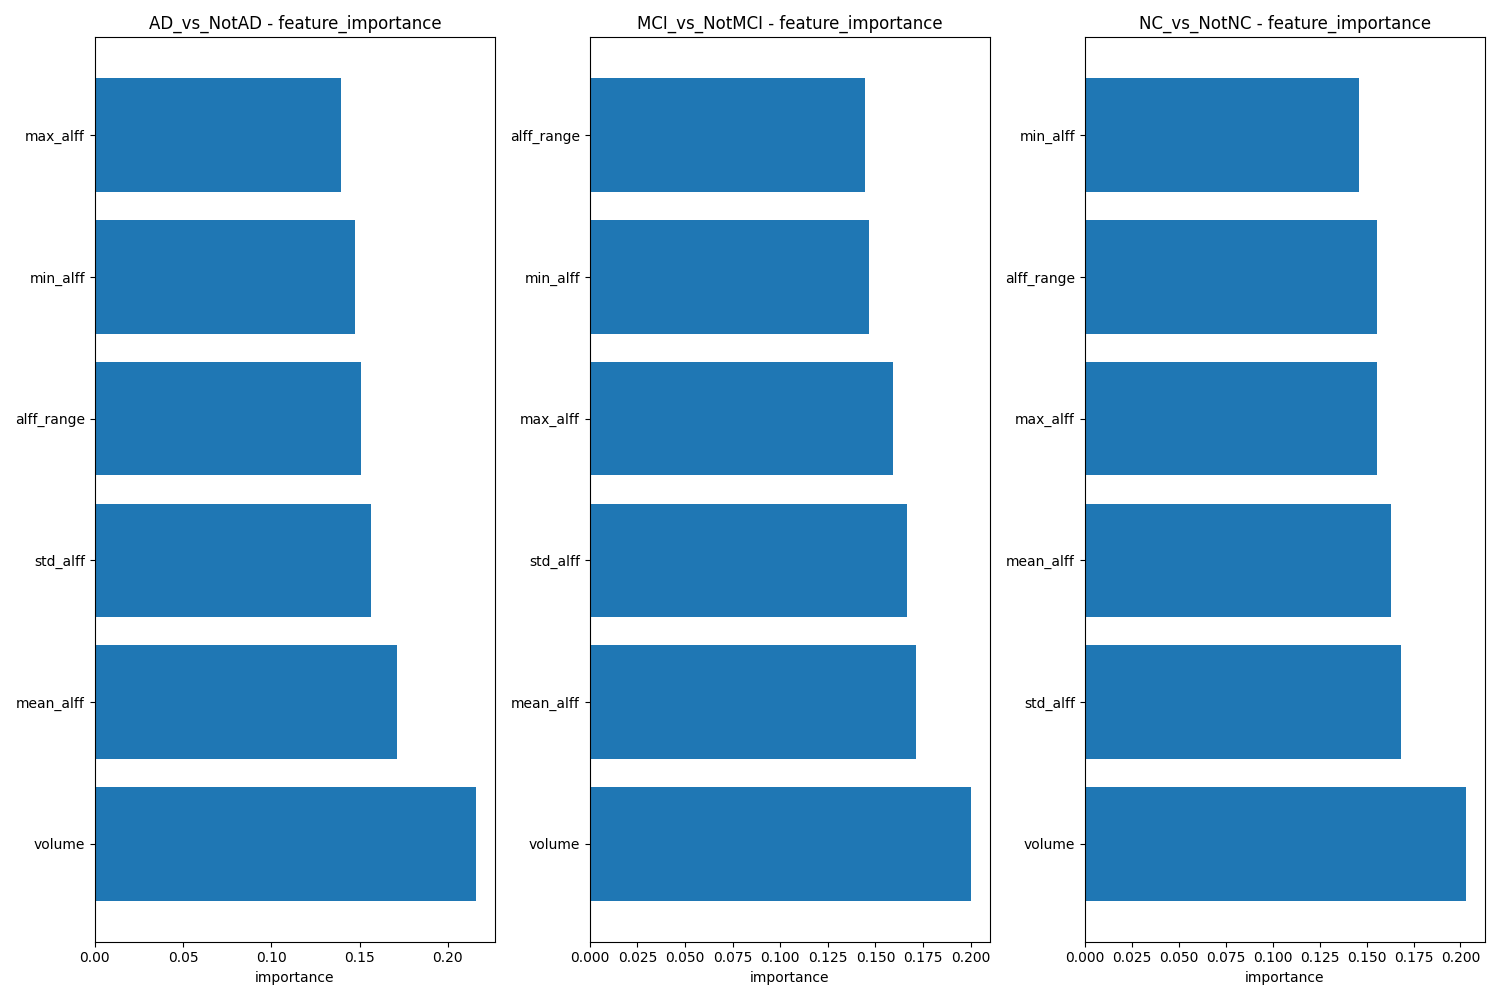 AD_vs_NotAD - feature_importance
max_alff
min_alff
alff_range
std_alff
mean_alff
volume
0.00 0.05 0.10 0.15 0.20
importance
MCI_vs_NotMCI - feature_importance
alff_range
min_alff
max_alff
std_alff
mean_alff
volume
0.000 0.025 0.050 0.075 0.100 0.125 0.150 0.175 0.200
importance
NC_vs_NotNC - feature_importance
min_alff
alff_range
max_alff
mean_alff
std_alff
volume
0.000 0.025 0.050 0.075 0.100 0.125 0.150 0.175 0.200
importance